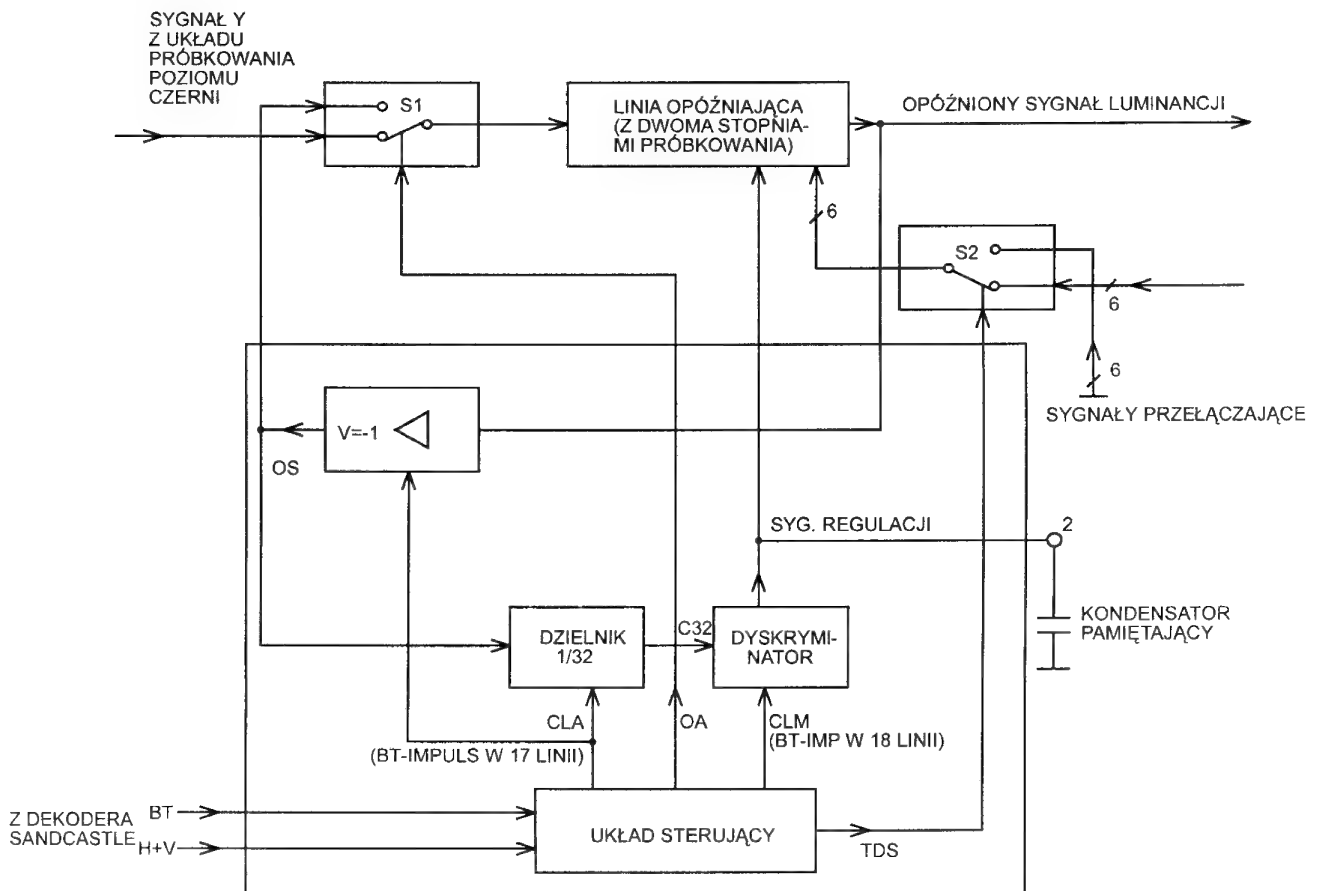 SYGNAŁ Y
Z UKŁADU
PRÓBKOWANIA
POZIOMU
CZERNI
S1
LINIA OPÓŹNIAJĄCA
(Z DWOMA STOPNIA-
MI PRÓBKOWANIA)
OPÓŹNIONY SYGNAŁ LUMINANCJI
6
S2
6
6
SYGNAŁY PRZEŁĄCZAJĄCE
V=-1
OS
SYG. REGULACJI
2
KONDENSATOR
PAMIĘTAJĄCY
DZIELNIK
1/32
C32
DYSKRYMI-
NATOR
CLA
(BT-IMPULS W 17 LINII)
OA
CLM
(BT-IMP W 18 LINII)
Z DEKODERA
SANDCASTLE
BT
H+V
UKŁAD STERUJĄCY
TDS